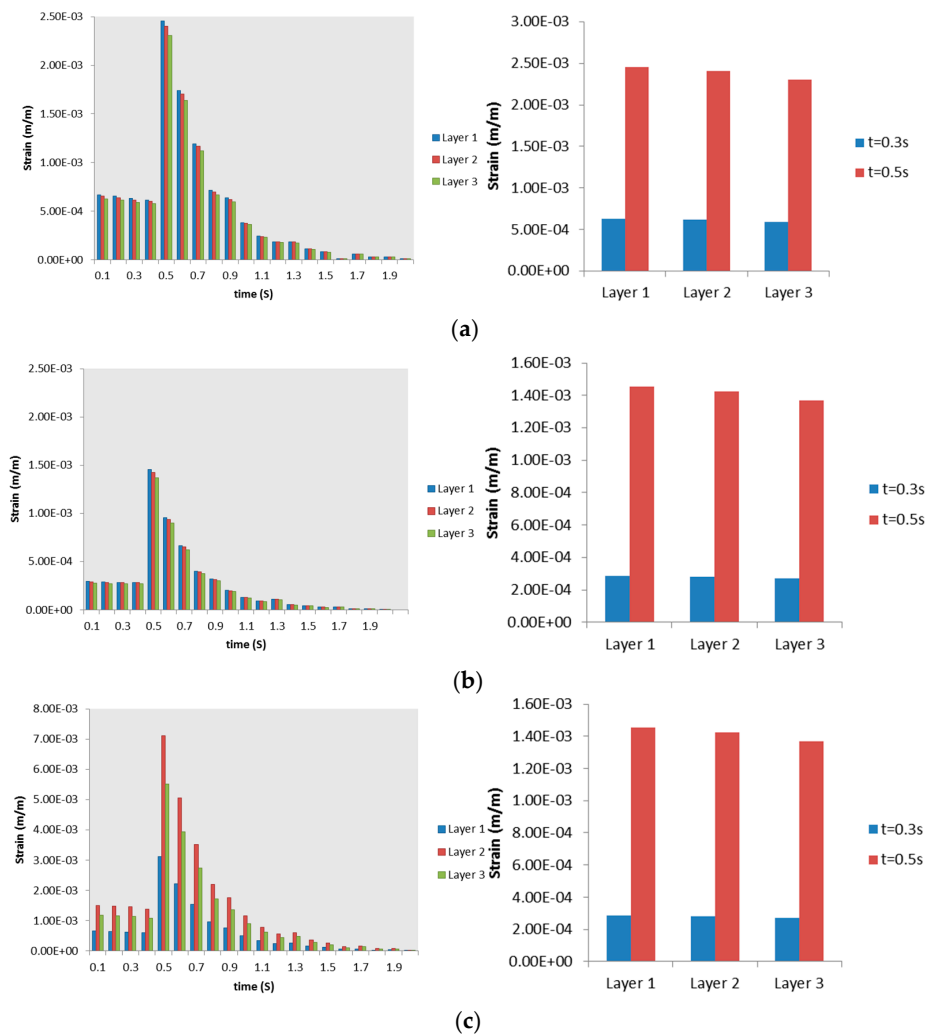 2.50E-03
2.00E-03
1.50E-03
1.00E-03
5.00E-04
0.00E+00
Strain (m/m)
0.1 0.3 0.5 0.7 0.9 1.1 1.3 1.5 1.7 1.9
time (S)
Layer 1
Layer 2
Layer 3
3.00E-03
2.50E-03
2.00E-03
1.50E-03
1.00E-03
5.00E-04
0.00E+00
Strain (m/m)
Layer 1 Layer 2 Layer 3
t=0.3s
t=0.5s
(a)
2.50E-03
2.00E-03
1.50E-03
1.00E-03
5.00E-04
0.00E+00
Strain (m/m)
0.1 0.3 0.5 0.7 0.9 1.1 1.3 1.5 1.7 1.9
time (S)
Layer 1
Layer 2
Layer 3
1.60E-03
1.40E-03
1.20E-03
1.00E-03
8.00E-04
6.00E-04
4.00E-04
2.00E-04
0.00E+00
Strain (m/m)
Layer 1 Layer 2 Layer 3
t=0.3s
t=0.5s
(b)
8.00E-03
7.00E-03
6.00E-03
5.00E-03
4.00E-03
3.00E-03
2.00E-03
1.00E-03
0.00E+00
Strain (m/m)
0.1 0.3 0.5 0.7 0.9 1.1 1.3 1.5 1.7 1.9
time (S)
Layer 1
Layer 2
Layer 3
1.60E-03
1.40E-03
1.20E-03
1.00E-03
8.00E-04
6.00E-04
4.00E-04
2.00E-04
0.00E+00
Strain (m/m)
Layer 1 Layer 2 Layer 3
t=0.3s
t=0.5s
(c)